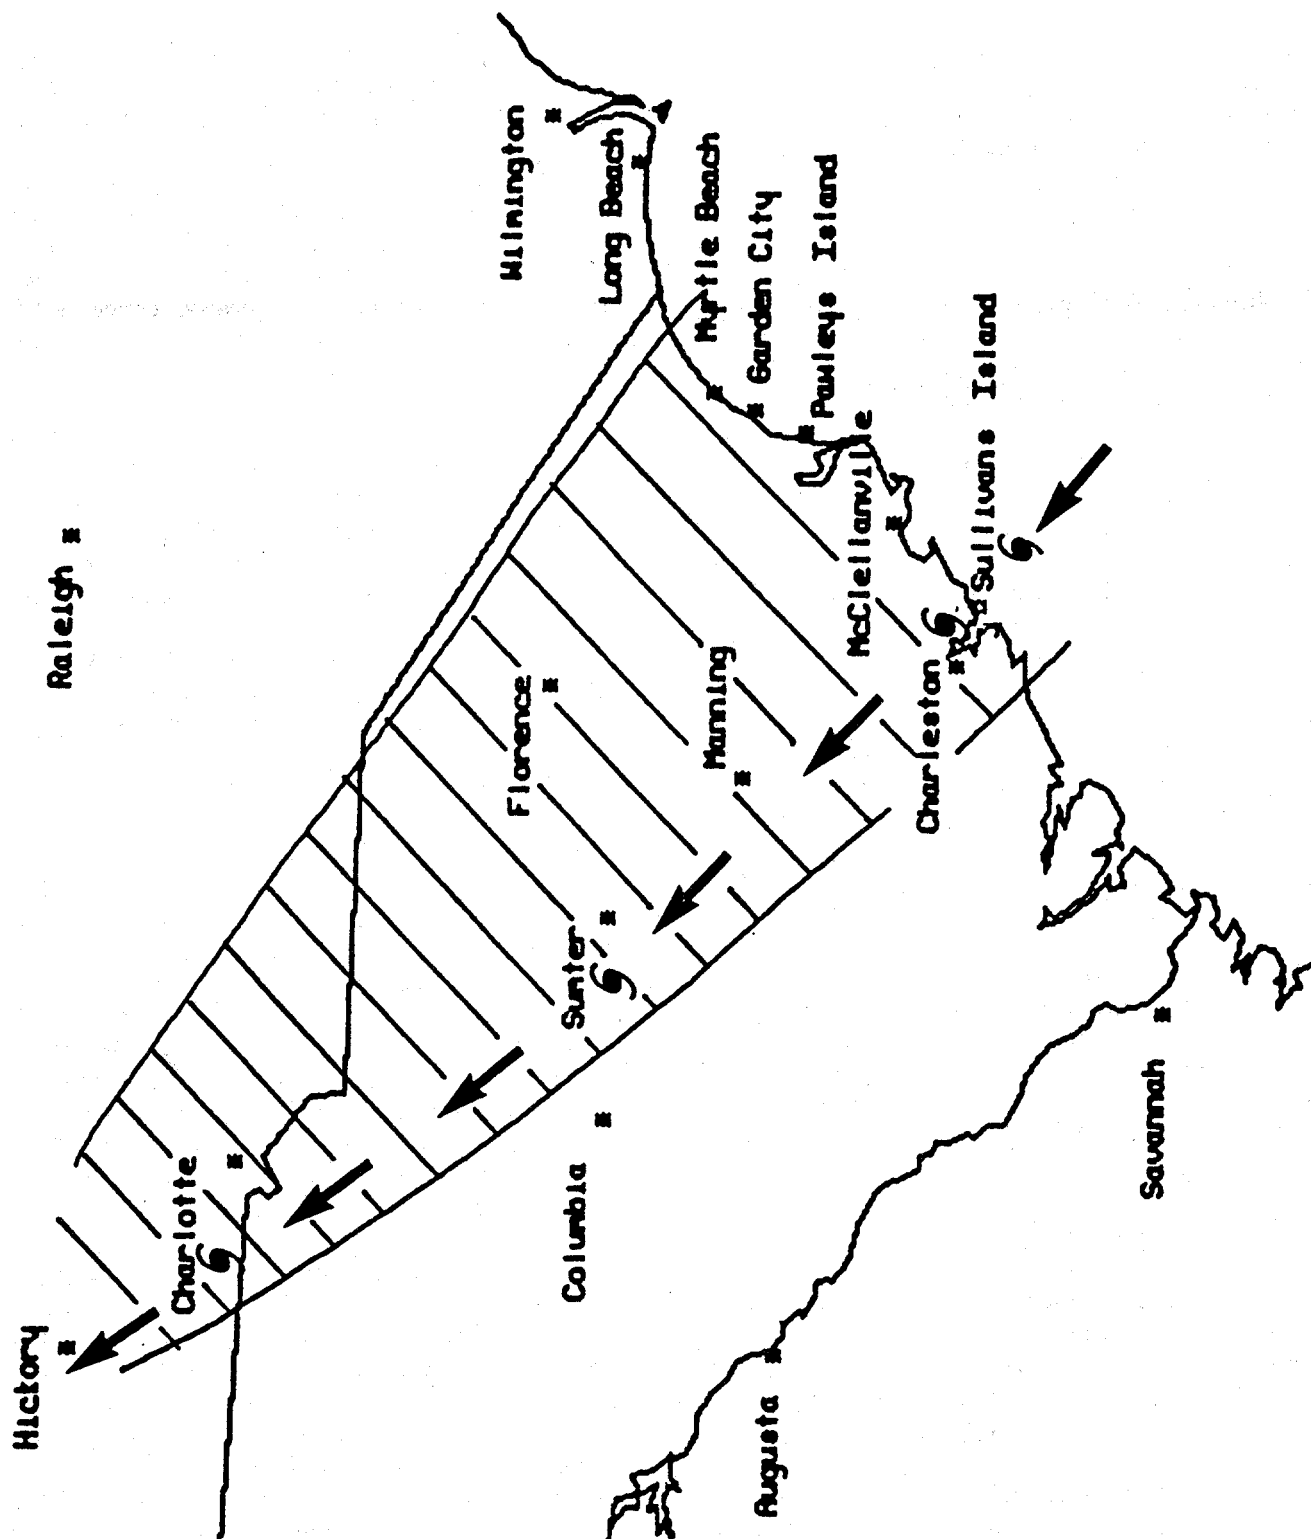 Hickory
Charlotte
Raleigh
Wilmington
Long Beach
Myrtle Beach
Garden City
Pawleys Island
McClellanville
Sullivans Island
Florence
Manning
Sumter
Charleston
Columbia
Augusta
Savannah